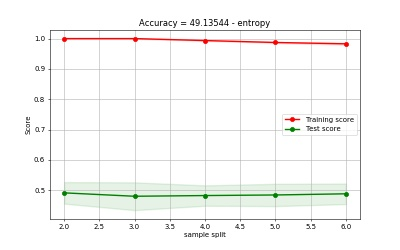 Accuracy = 49.13544 - entropy
1.0
0.9
0.8
0.7
0.6
0.5
Score
Training score
Test score
2.0 2.5 3.0 3.5 4.0 4.5 5.0 5.5 6.0
sample split